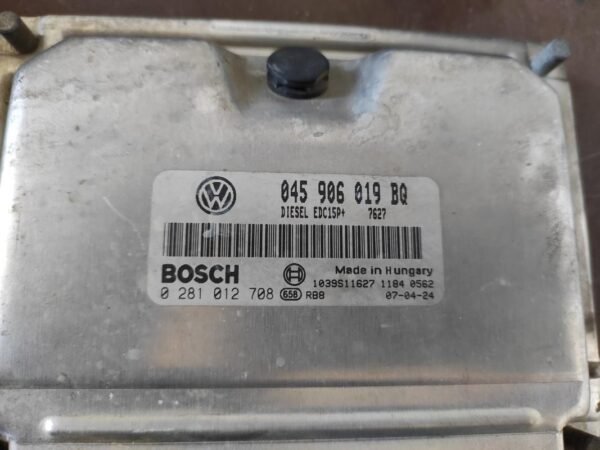 045 906 019 BQ
DIESEL EDC15P+ 7627
BOSCH
Made in Hungary
1039S11627 1184 0562
0 281 012 708 658 RB8 07-04-24